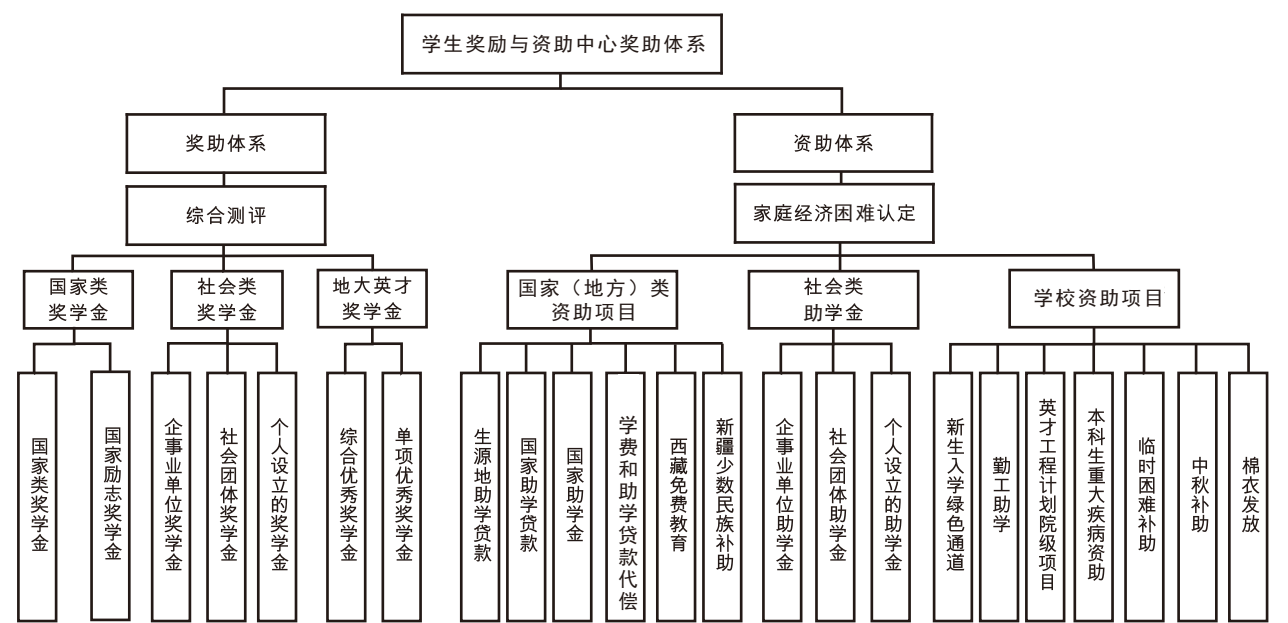 学生奖励与资助中心奖助体系
奖助体系
资助体系
综合测评
家庭经济困难认定
国家类
奖学金
社会类
奖学金
地大英才
奖学金
国家（地方）类
资助项目
社会类
助学金
学校资助项目
国家类奖学金
国家励志奖学金
企事业单位奖学金
社会团体奖学金
个人设立的奖学金
综合优秀奖学金
单项优秀奖学金
生源地助学贷款
国家助学贷款
国家助学金
学费和助学贷款代偿
西藏免费教育
新疆少数民族补助
企事业单位助学金
社会团体助学金
个人设立的助学金
新生入学绿色通道
勤工助学
英才工程计划院级项目
本科生重大疾病资助
临时困难补助
中秋补助
棉衣发放